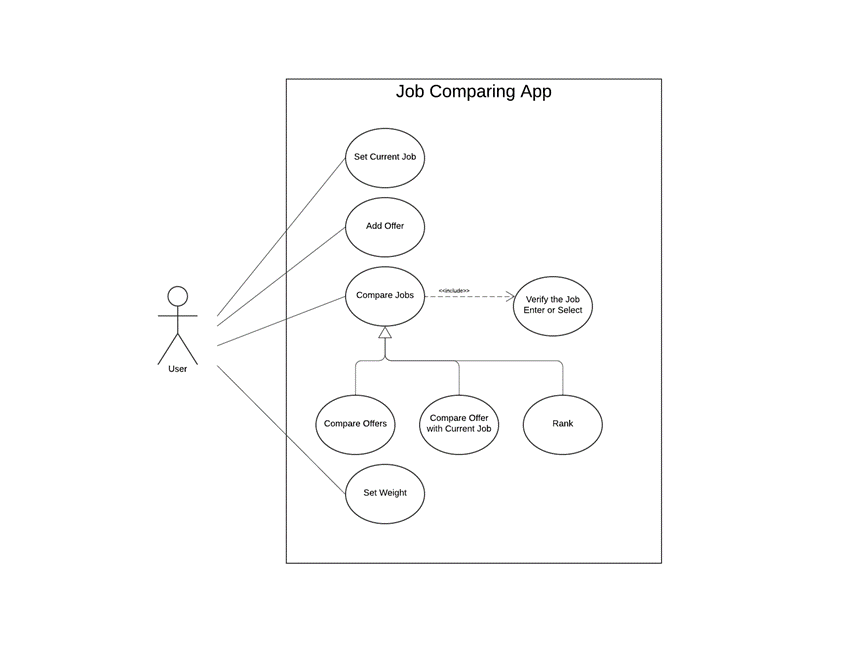 Job Comparing App
Set Current Job
Add Offer
Compare Jobs
<<include>>
Verify the Job
Enter or Select
User
Compare Offers
Compare Offer
with Current Job
Rank
Set Weight